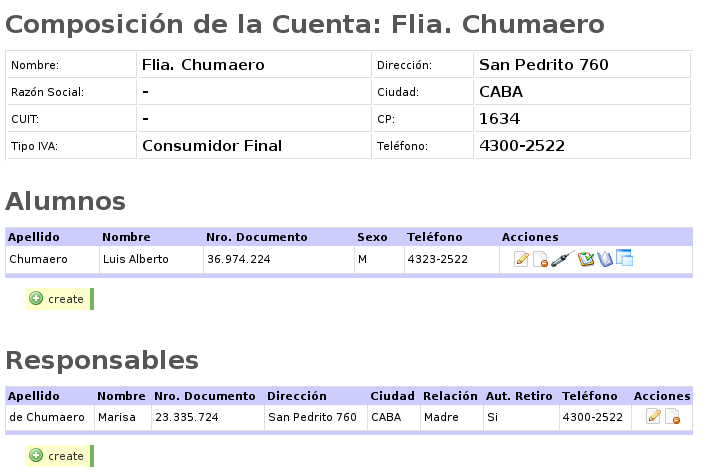 Composición de la Cuenta: Flia. Chumaero
Nombre: Flia. Chumaero Dirección: San Pedrito 760
Razón Social: - Ciudad: CABA
CUIT: - CP: 1634
Tipo IVA: Consumidor Final Teléfono: 4300-2522
Alumnos
Apellido Nombre Nro. Documento Sexo Teléfono Acciones
Chumaero Luis Alberto 36.974.224 M 4323-2522
create
Responsables
Apellido Nombre Nro. Documento Dirección Ciudad Relación Aut. Retiro Teléfono Acciones
de Chumaero Marisa 23.335.724 San Pedrito 760 CABA Madre Si 4300-2522
create